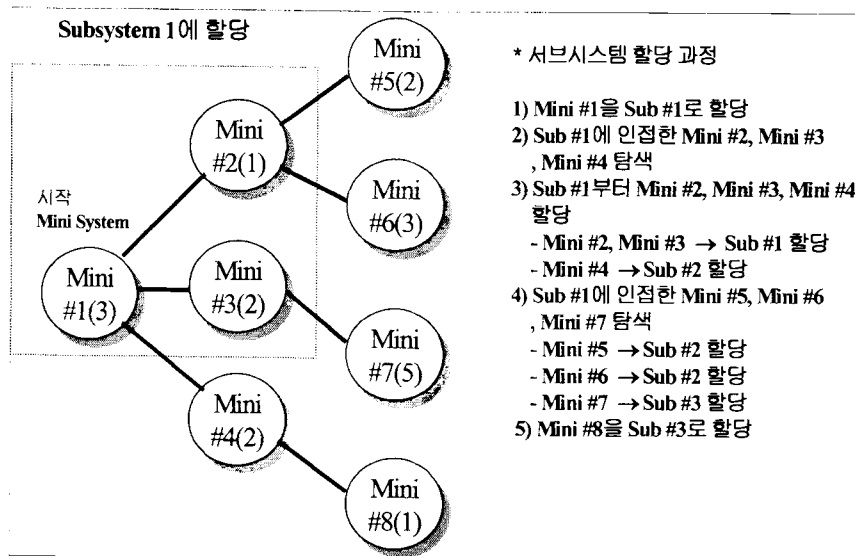 Subsystem 1에 할당
시작
Mini System
Mini
#1(3)
Mini
#2(1)
Mini
#3(2)
Mini
#4(2)
Mini
#5(2)
Mini
#6(3)
Mini
#7(5)
Mini
#8(1)
* 서브시스템 할당 과정
1) Mini #1을 Sub #1로 할당
2) Sub #1에 인접한 Mini #2, Mini #3
, Mini #4 탐색
3) Sub #1부터 Mini #2, Mini #3, Mini #4
할당
- Mini #2, Mini #3 → Sub #1 할당
- Mini #4 → Sub #2 할당
4) Sub #1에 인접한 Mini #5, Mini #6
, Mini #7 탐색
- Mini #5 → Sub #2 할당
- Mini #6 → Sub #2 할당
- Mini #7 → Sub #3 할당
5) Mini #8을 Sub #3로 할당